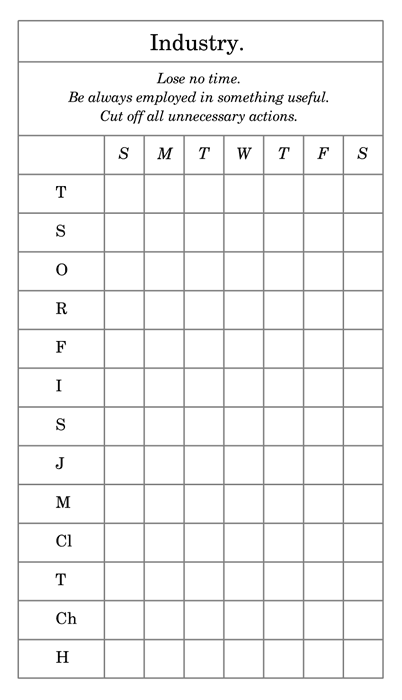 Industry.
Lose no time.
Be always employed in something useful.
Cut off all unnecessary actions.
S M T W T F S
T
S
O
R
F
I
S
J
M
Cl
T
Ch
H